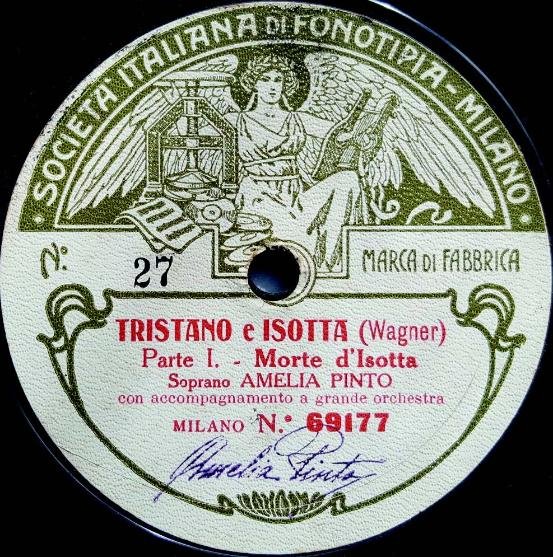 • SOCIETÀ ITALIANA DI FONOTIPIA - MILANO •
N.º 27 MARCA DI FABBRICA
TRISTANO e ISOTTA (Wagner)
Parte I. - Morte d'Isotta
Soprano AMELIA PINTO
con accompagnamento a grande orchestra
MILANO N.º 69177
Amelia Pinto